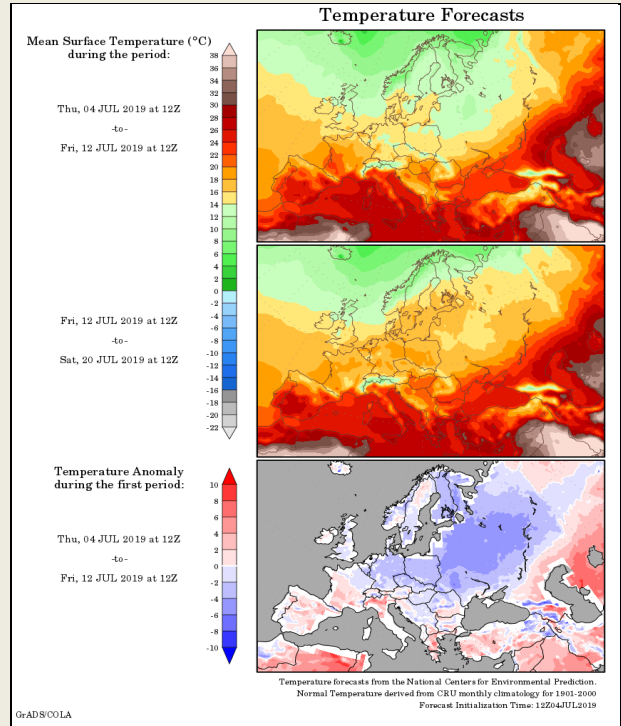 Temperature Forecasts
Mean Surface Temperature (°C)
during the period:
38
36
34
32
30
28
26
24
22
20
18
16
14
12
10
8
6
4
2
0
-2
-4
-6
-8
-10
-12
-14
-16
-18
-20
-22
Thu, 04 JUL 2019 at 12Z
-to-
Fri, 12 JUL 2019 at 12Z
Fri, 12 JUL 2019 at 12Z
-to-
Sat, 20 JUL 2019 at 12Z
Temperature Anomaly
during the first period:
10
8
6
4
2
0
-2
-4
-6
-8
-10
Thu, 04 JUL 2019 at 12Z
-to-
Fri, 12 JUL 2019 at 12Z
Temperature forecasts from the National Centers for Environmental Prediction.
Normal Temperature derived from CRU monthly climatology for 1901-2000
Forecast Initialization Time: 12Z04JUL2019
GrADS/COLA